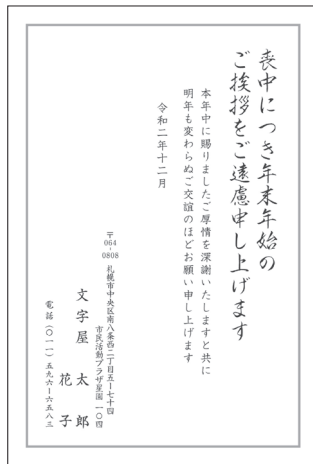 喪中につき年末年始の
ご挨拶をご遠慮申し上げます
本年中に賜りましたご厚情を深謝いたしますと共に
明年も変わらぬご交誼のほどお願い申し上げます
令和二年十二月
〒064-0808 札幌市中央区南八条西二丁目五ー七十四
市民活動プラザ星園 一〇四
文字屋 太郎
花子
電話(〇一一)五九六ー六五八三